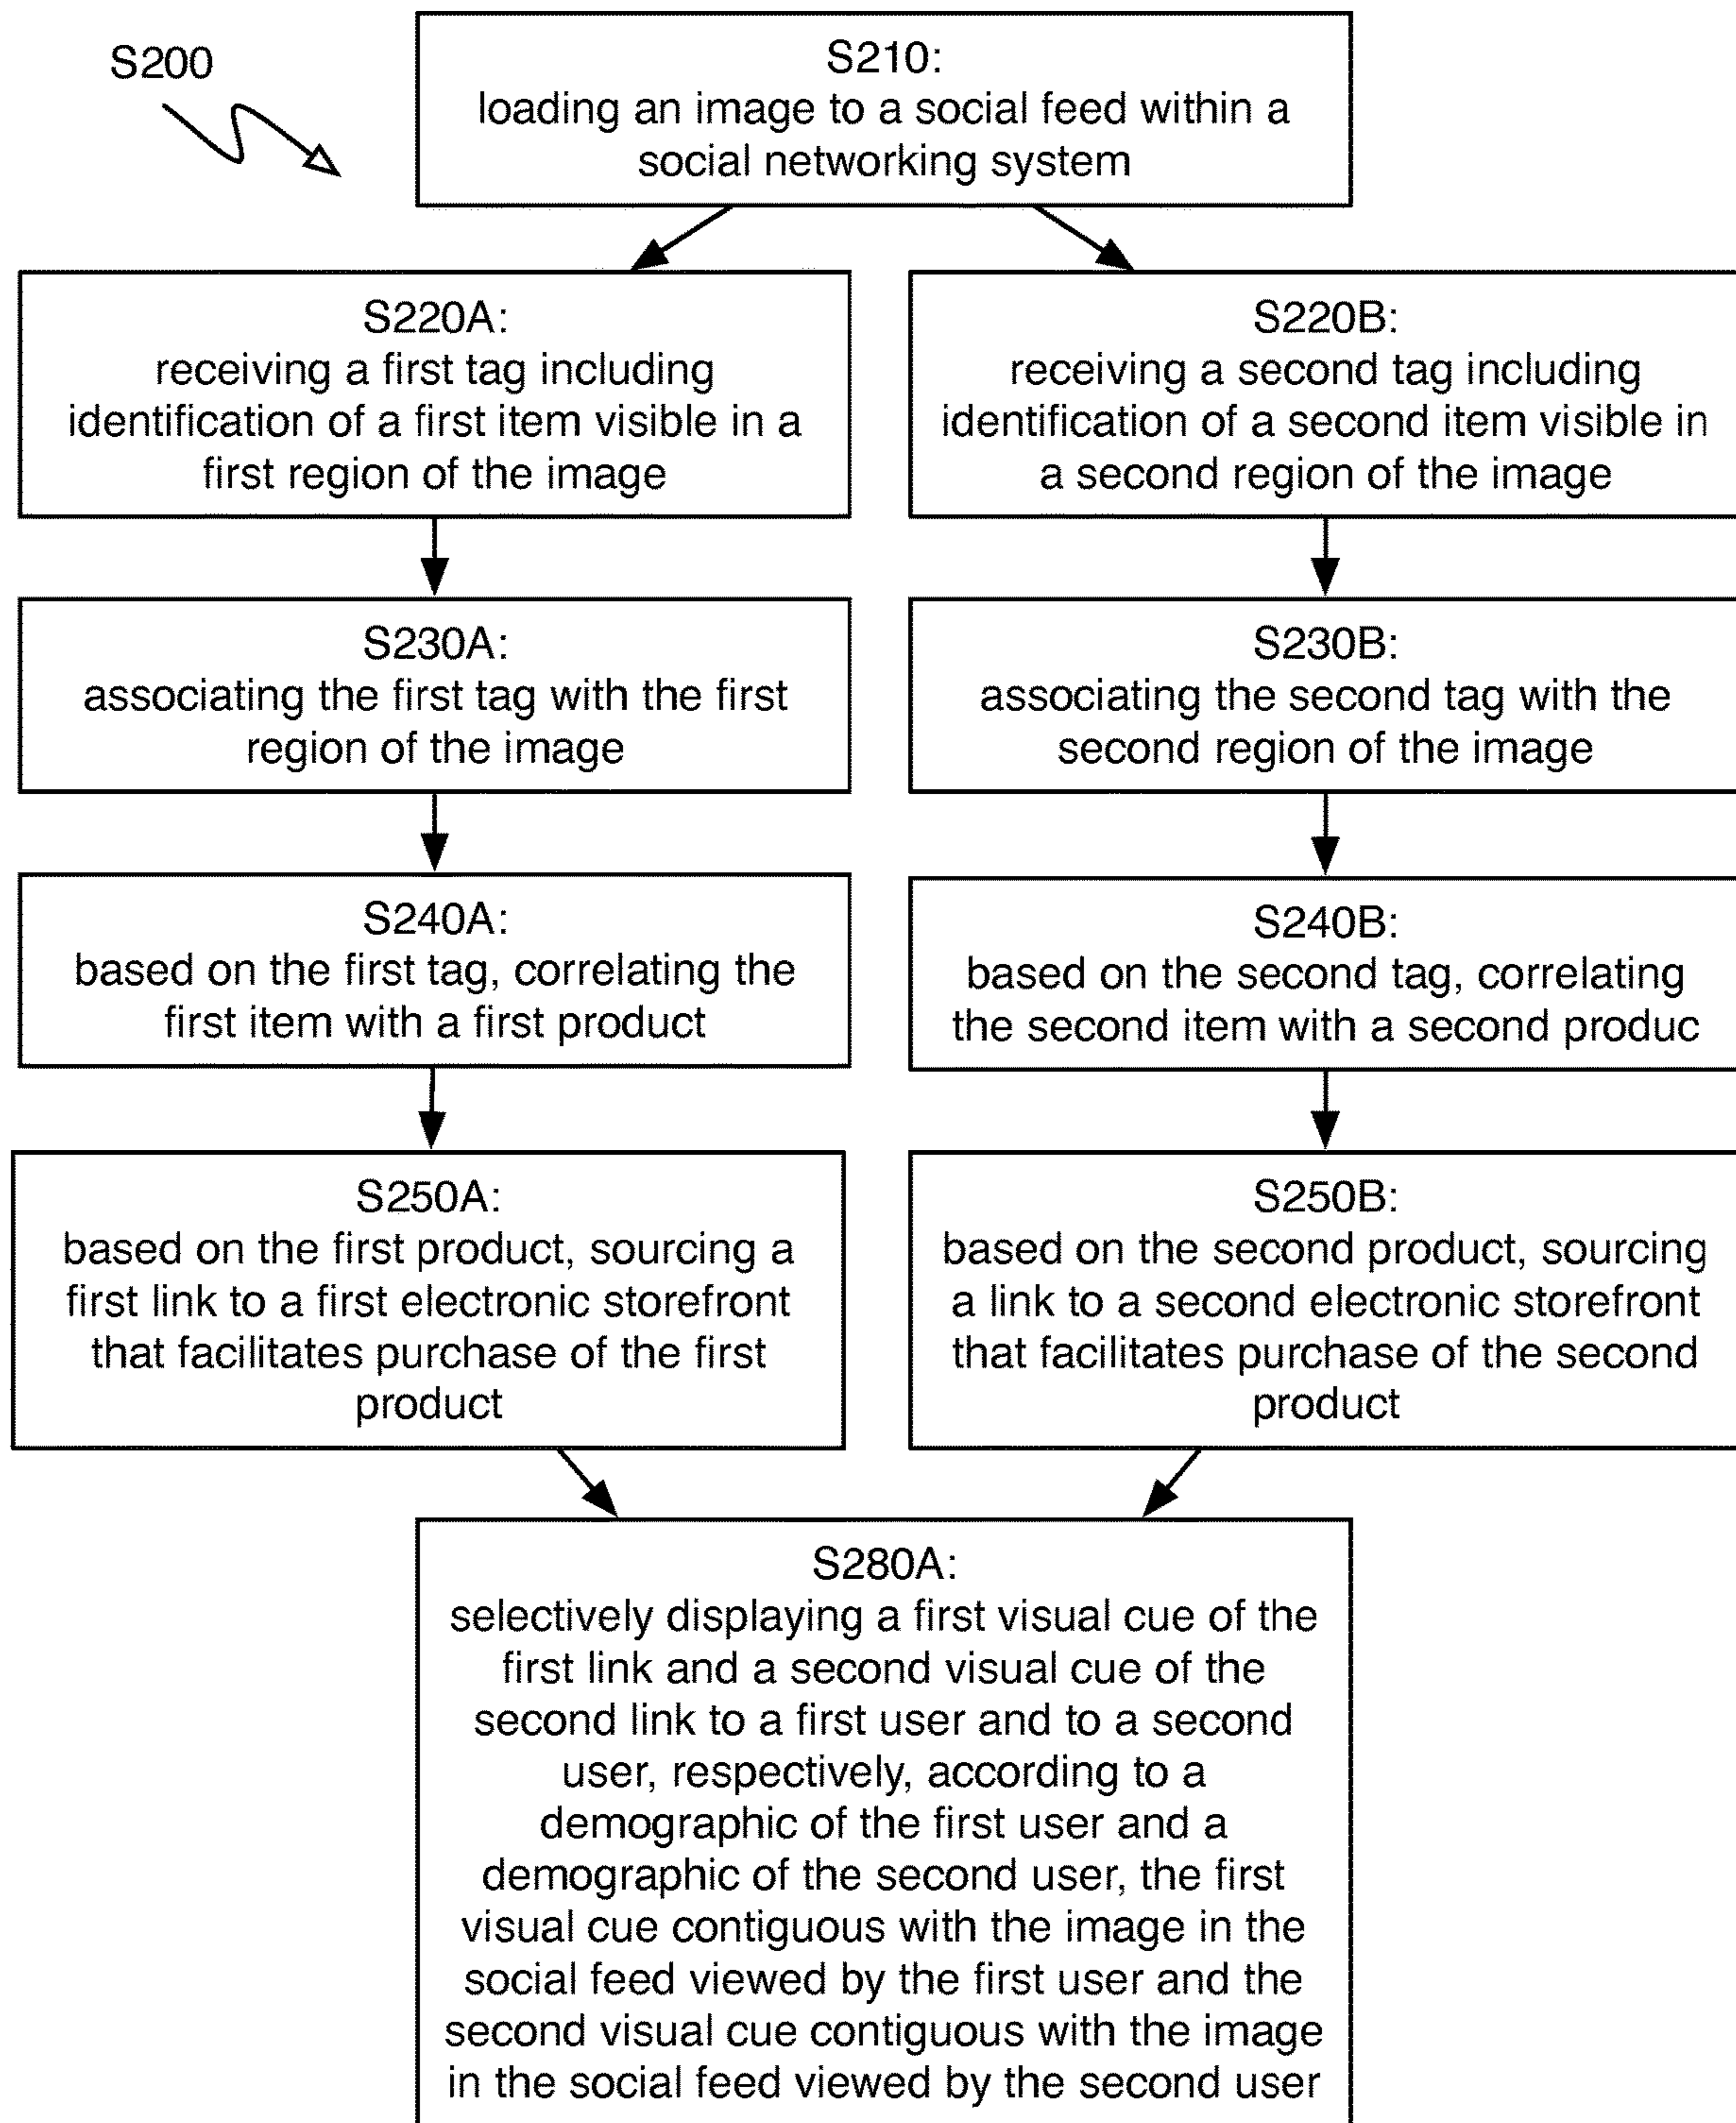 S200
S210:
loading an image to a social feed within a
social networking system
S220A:
receiving a first tag including
identification of a first item visible in a
first region of the image
S220B:
receiving a second tag including
identification of a second item visible in
a second region of the image
S230A:
associating the first tag with the first
region of the image
S230B:
associating the second tag with the
second region of the image
S240A:
based on the first tag, correlating the
first item with a first product
S240B:
based on the second tag, correlating
the second item with a second produc
S250A:
based on the first product, sourcing a
first link to a first electronic storefront
that facilitates purchase of the first
product
S250B:
based on the second product, sourcing
a link to a second electronic storefront
that facilitates purchase of the second
product
S280A:
selectively displaying a first visual cue of the
first link and a second visual cue of the
second link to a first user and to a second
user, respectively, according to a
demographic of the first user and a
demographic of the second user, the first
visual cue contiguous with the image in the
social feed viewed by the first user and the
second visual cue contiguous with the image
in the social feed viewed by the second user